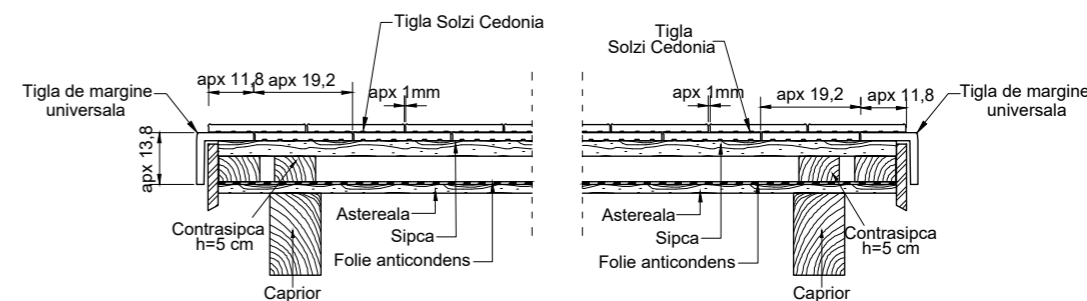 Tigla Solzi Cedonia
Tigla
Solzi Cedonia
apx 11,8
apx 19,2
apx 1mm
apx 1mm
apx 19,2
apx 11,8
Tigla de margine
universala
Tigla de margine
universala
apx 13,8
Contrasipca
h=5 cm
Astereala
Sipca
Folie anticondens
Caprior
Astereala
Sipca
Folie anticondens
Contrasipca
h=5 cm
Caprior